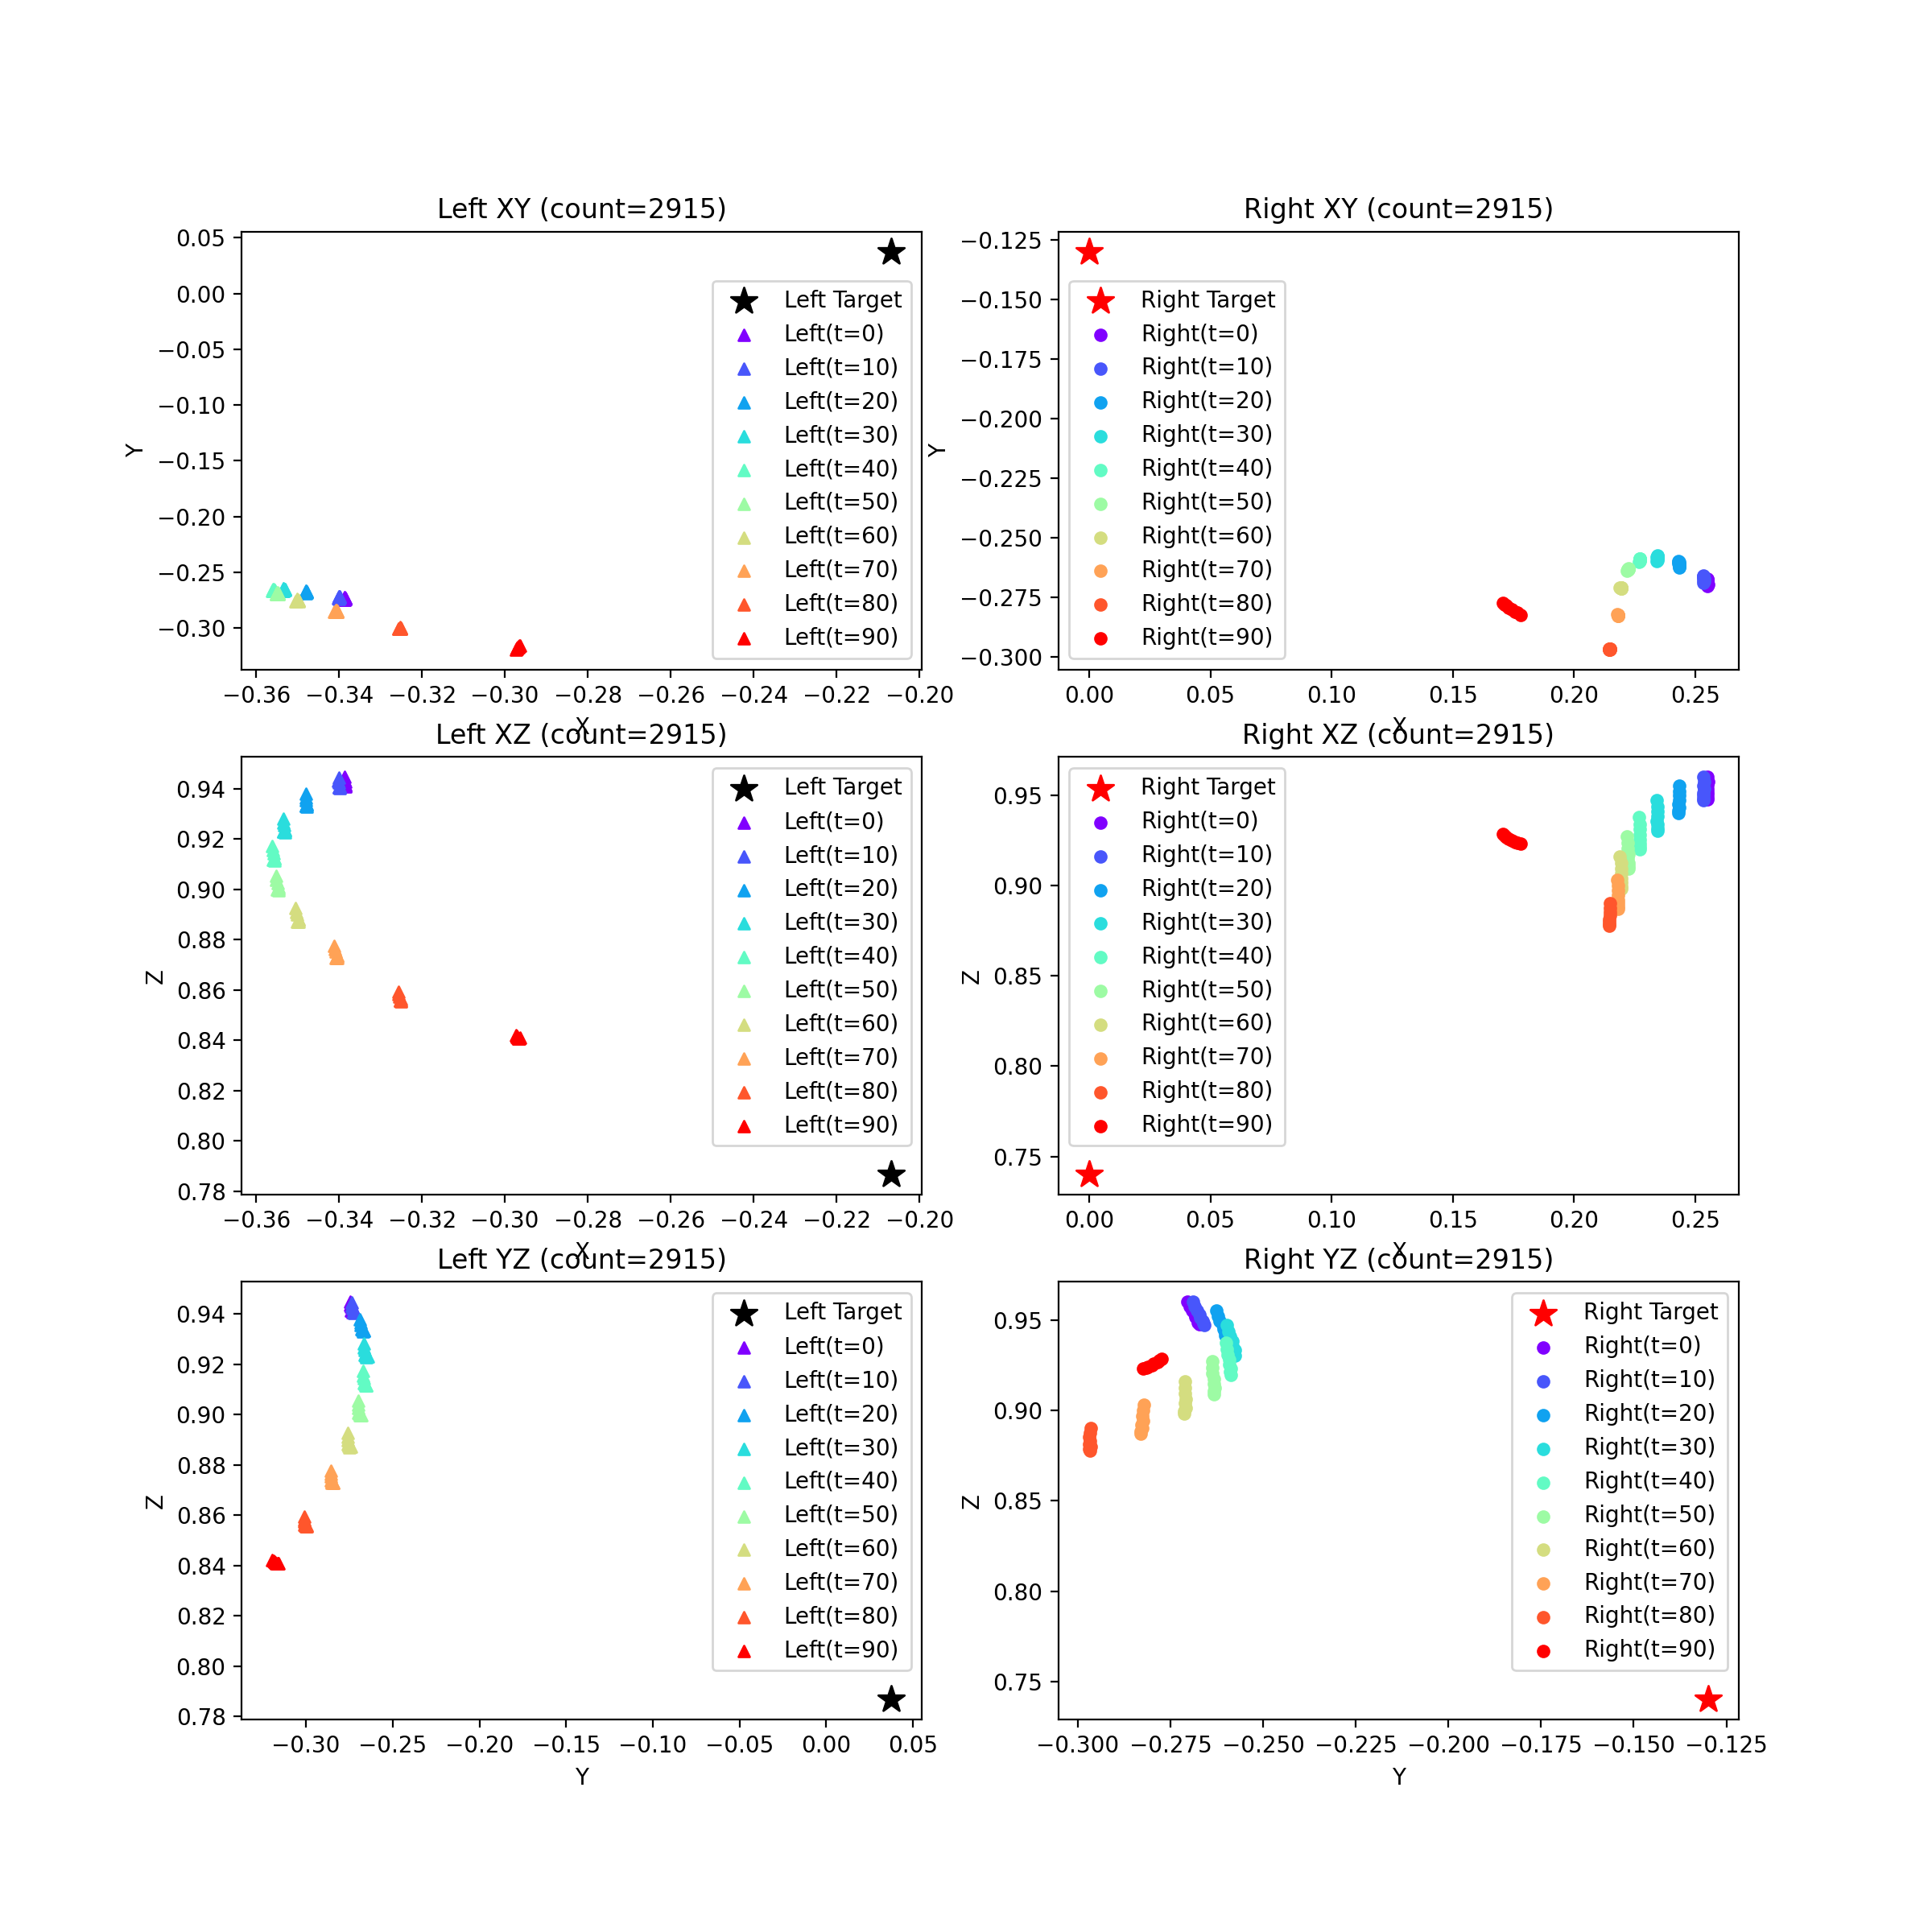 Left XY (count=2915)
0.05
0.00
−0.05
−0.10
−0.15
−0.20
−0.25
−0.30
Y
Left Target
Left(t=0)
Left(t=10)
Left(t=20)
Left(t=30)
Left(t=40)
Left(t=50)
Left(t=60)
Left(t=70)
Left(t=80)
Left(t=90)
−0.36 −0.34 −0.32 −0.30 −0.28 −0.26 −0.24 −0.22 −0.20
X
Right XY (count=2915)
−0.125
−0.150
−0.175
−0.200
−0.225
−0.250
−0.275
−0.300
Y
Right Target
Right(t=0)
Right(t=10)
Right(t=20)
Right(t=30)
Right(t=40)
Right(t=50)
Right(t=60)
Right(t=70)
Right(t=80)
Right(t=90)
0.00 0.05 0.10 0.15 0.20 0.25
X
Left XZ (count=2915)
0.94
0.92
0.90
0.88
0.86
0.84
0.82
0.80
0.78
Z
Left Target
Left(t=0)
Left(t=10)
Left(t=20)
Left(t=30)
Left(t=40)
Left(t=50)
Left(t=60)
Left(t=70)
Left(t=80)
Left(t=90)
−0.36 −0.34 −0.32 −0.30 −0.28 −0.26 −0.24 −0.22 −0.20
X
Right XZ (count=2915)
0.95
0.90
0.85
0.80
0.75
Z
Right Target
Right(t=0)
Right(t=10)
Right(t=20)
Right(t=30)
Right(t=40)
Right(t=50)
Right(t=60)
Right(t=70)
Right(t=80)
Right(t=90)
0.00 0.05 0.10 0.15 0.20 0.25
X
Left YZ (count=2915)
0.94
0.92
0.90
0.88
0.86
0.84
0.82
0.80
0.78
Z
Left Target
Left(t=0)
Left(t=10)
Left(t=20)
Left(t=30)
Left(t=40)
Left(t=50)
Left(t=60)
Left(t=70)
Left(t=80)
Left(t=90)
−0.30 −0.25 −0.20 −0.15 −0.10 −0.05 0.00 0.05
Y
Right YZ (count=2915)
0.95
0.90
0.85
0.80
0.75
Z
Right Target
Right(t=0)
Right(t=10)
Right(t=20)
Right(t=30)
Right(t=40)
Right(t=50)
Right(t=60)
Right(t=70)
Right(t=80)
Right(t=90)
−0.300 −0.275 −0.250 −0.225 −0.200 −0.175 −0.150 −0.125
Y